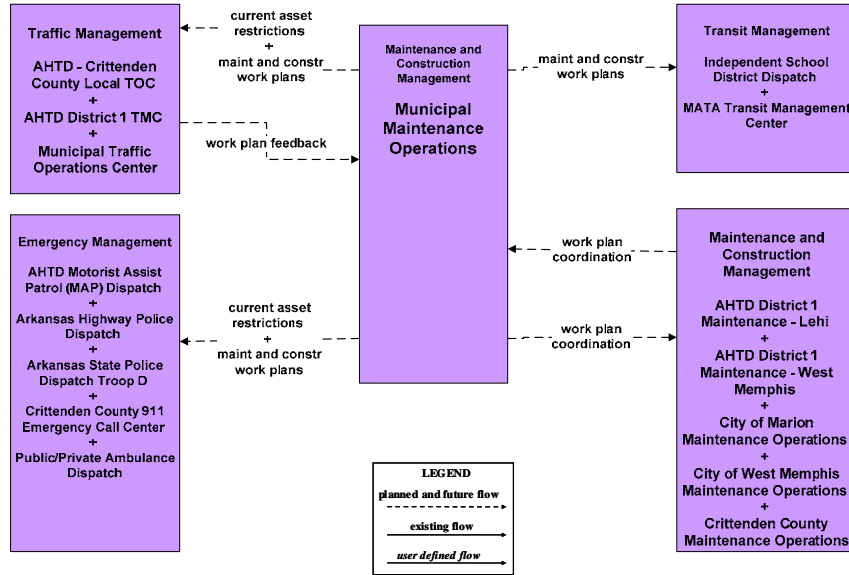 Traffic Management
AHTD - Crittenden
County Local TOC
+
AHTD District 1 TMC
+
Municipal Traffic
Operations Center
current asset
restrictions
+
maint and constr
work plans
work plan feedback
Maintenance and
Construction
Management
Municipal
Maintenance
Operations
maint and constr
work plans
Transit Management
Independent School
District Dispatch
+
MATA Transit Management
Center
Emergency Management
AHTD Motorist Assist
Patrol (MAP) Dispatch
+
Arkansas Highway Police
Dispatch
+
Arkansas State Police
Dispatch Troop D
+
Crittenden County 911
Emergency Call Center
+
Public/Private Ambulance
Dispatch
current asset
restrictions
+
maint and constr
work plans
work plan
coordination
work plan
coordination
Maintenance and
Construction
Management
AHTD District 1
Maintenance - Lehi
+
AHTD District 1
Maintenance - West
Memphis
+
City of Marion
Maintenance Operations
+
City of West Memphis
Maintenance Operations
+
Crittenden County
Maintenance Operations
LEGEND
planned and future flow
existing flow
user defined flow